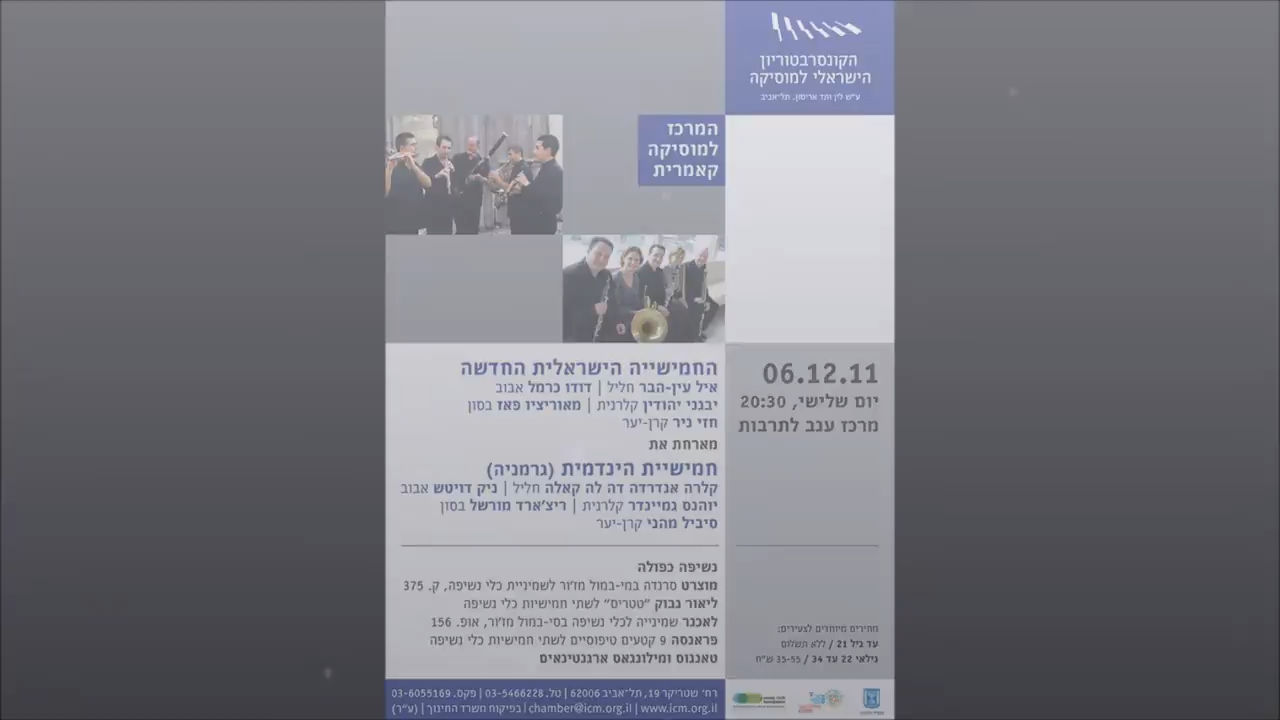 הקונסרבטוריון
הישראלי למוסיקה
ע״ש לין ותד אריסון, תל־אביב
המרכז
למוסיקה
קאמרית
החמישייה הישראלית החדשה
איל עין-הבר חליל | דודו כרמל אבוב
יבגני יהודין קלרנית | מאוריציו פאז בסון
חזי ניר קרן-יער
מארחת את
חמישיית הינדמית (גרמניה)
קלרה אנדרדה דה לה קאלה חליל | ניק דויטש אבוב
יוהנס גמיינדר קלרנית | ריצ'ארד מורשל בסון
סיביל מהני קרן-יער
נשיפה כפולה
מוצרט סרנדה במי-במול מז'ור לשמיניית כלי נשיפה, ק. 375
ליאור נבוק "טטריס" לשתי חמישיות כלי נשיפה
לאכנר שמינייה לכלי נשיפה בסי-במול מז'ור, אופ. 156
פראנסה 9 קטעים טיפוסיים לשתי חמישיות כלי נשיפה
טאנגוס ומילונגאס ארגנטינאים
06.12.11
יום שלישי, 20:30
מרכז ענב לתרבות
מחירים מיוחדים לצעירים:
עד גיל 21 / ללא תשלום
גילאי 22 עד 34 / 35-55 ש״ח
רח׳ שטריקר 19, תל־אביב 62006 | טל. 03-5466228 | פקס. 03-6055169
www.icm.org.il | chamber@icm.org.il | בפיקוח משרד החינוך | (ע״ר)